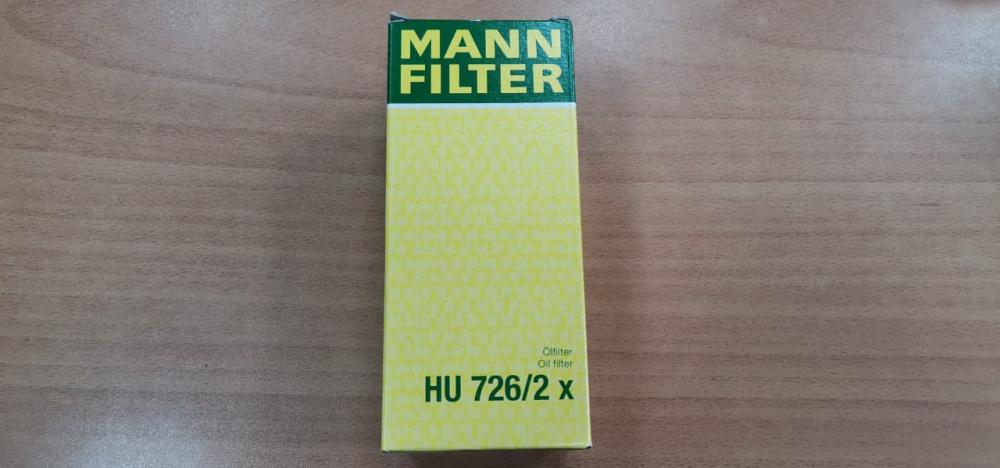 MANN
FILTER
Ölfilter
Oil filter
HU 726/2 x